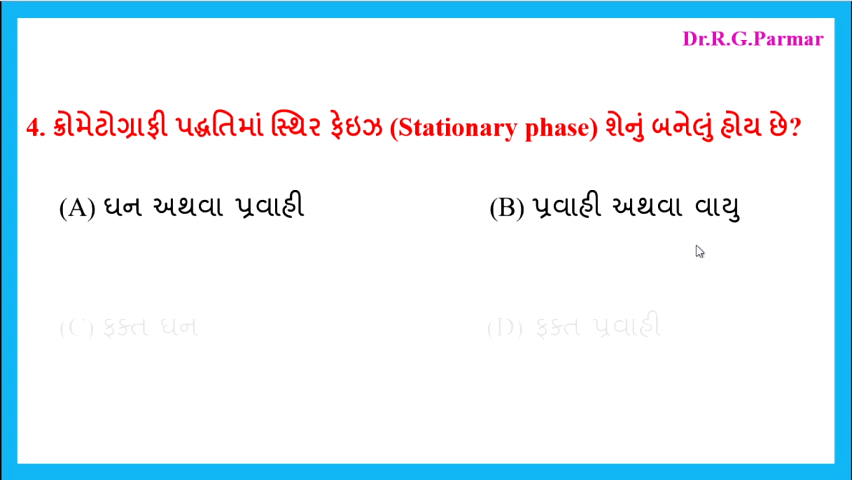 Dr.R.G.Parmar
4. ક્રોમેટોગ્રાફી પદ્ધતિમાં સ્થિર ફેઇઝ (Stationary phase) શેનું બનેલું હોય છે?
(A) ઘન અથવા પ્રવાહી (B) પ્રવાહી અથવા વાયુ
(C) ફક્ત ઘન (D) ફક્ત પ્રવાહી